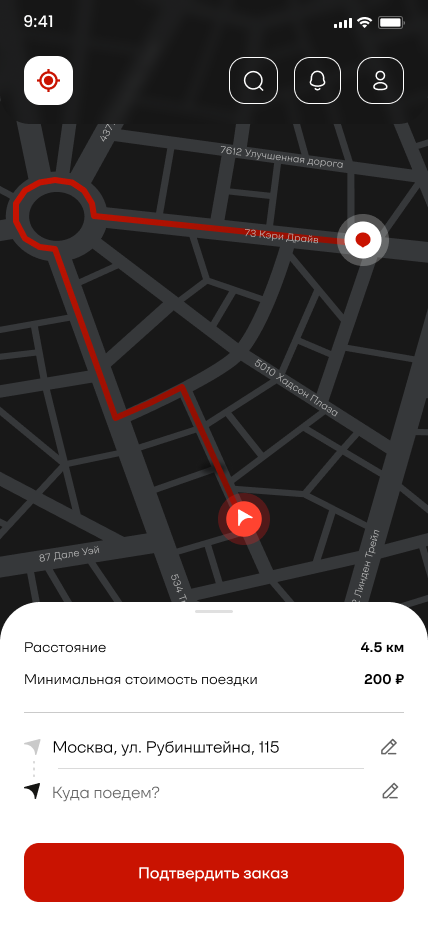 9:41
437
7612 Улучшенная дорога
73 Кэри Драйв
5010 Хадсон Плаза
87 Дале Уэй
534
Линден Трейл
Расстояние 4.5 км
Минимальная стоимость поездки 200 ₽
Москва, ул. Рубинштейна, 115
Куда поедем?
Подтвердить заказ